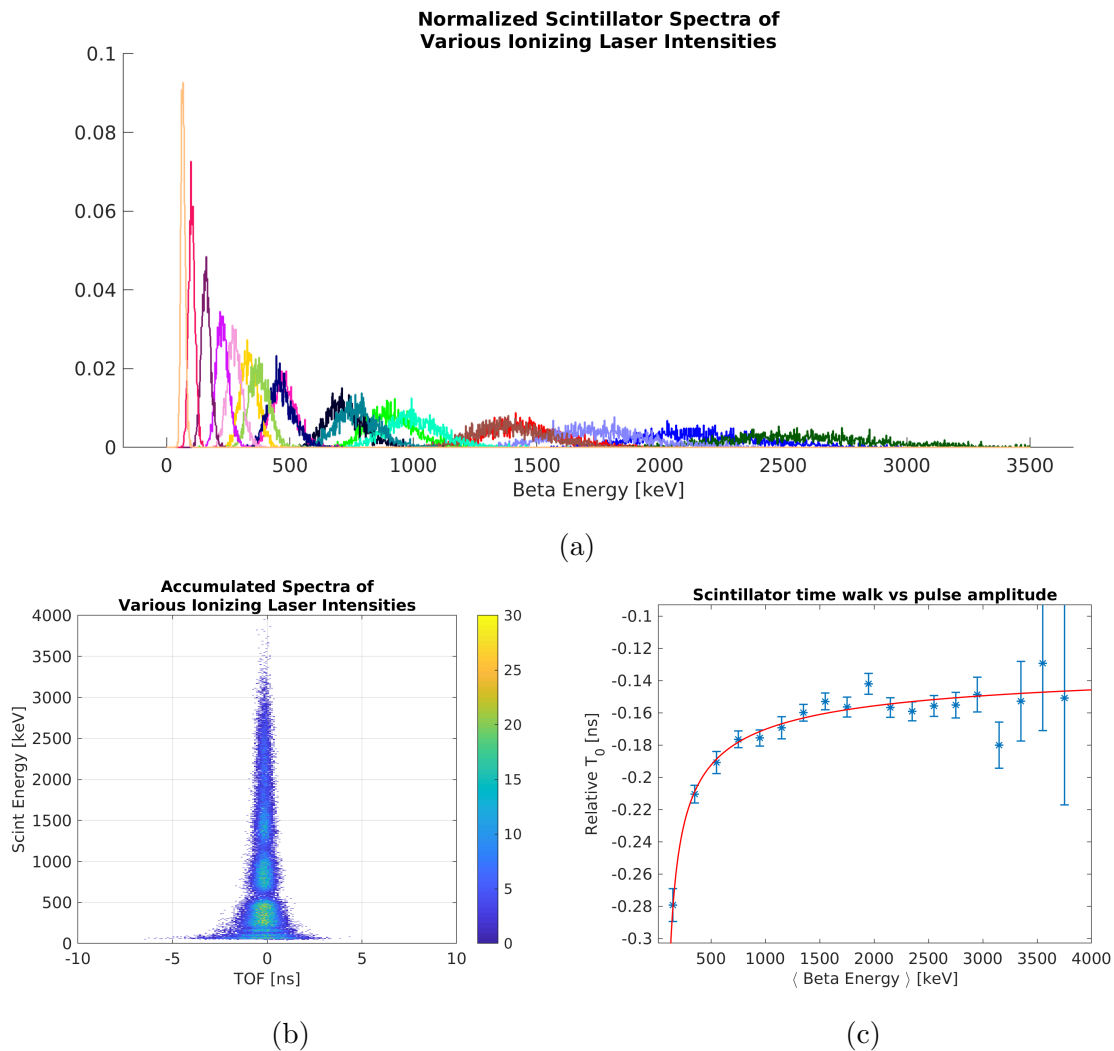 Normalized Scintillator Spectra of
Various Ionizing Laser Intensities
0.1
0.08
0.06
0.04
0.02
0
0 500 1000 1500 2000 2500 3000 3500
Beta Energy [keV]
(a)
Accumulated Spectra of
Various Ionizing Laser Intensities
Scint Energy [keV]
4000
3500
3000
2500
2000
1500
1000
500
0
-10 -5 0 5 10
TOF [ns]
30
25
20
15
10
5
0
(b)
Scintillator time walk vs pulse amplitude
Relative T0 [ns]
-0.1
-0.12
-0.14
-0.16
-0.18
-0.2
-0.22
-0.24
-0.26
-0.28
-0.3
500 1000 1500 2000 2500 3000 3500 4000
⟨ Beta Energy ⟩ [keV]
(c)